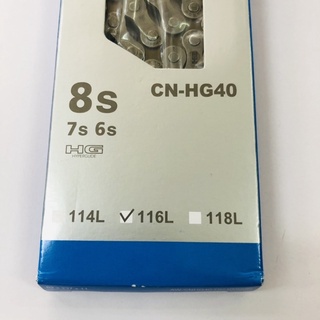 8s CN-HG40
7s 6s
HG
HYPERGLIDE
114L 116L 118L